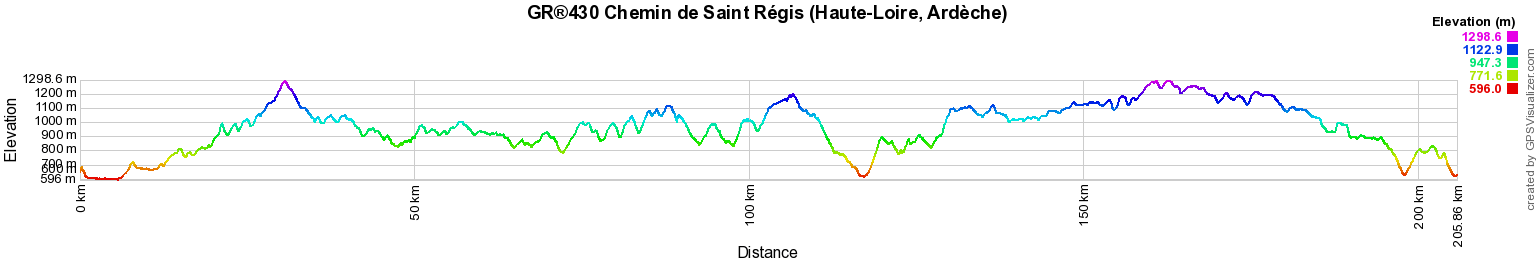 GR®430 Chemin de Saint Régis (Haute-Loire, Ardèche)
Elevation (m)
1298.6
1122.9
947.3
771.6
596.0
Elevation
1298.6 m
1200 m
1100 m
1000 m
900 m
800 m
700 m
600 m
596 m
0 km
50 km
100 km
150 km
200 km
205.86 km
Distance
created by GPSVisualizer.com